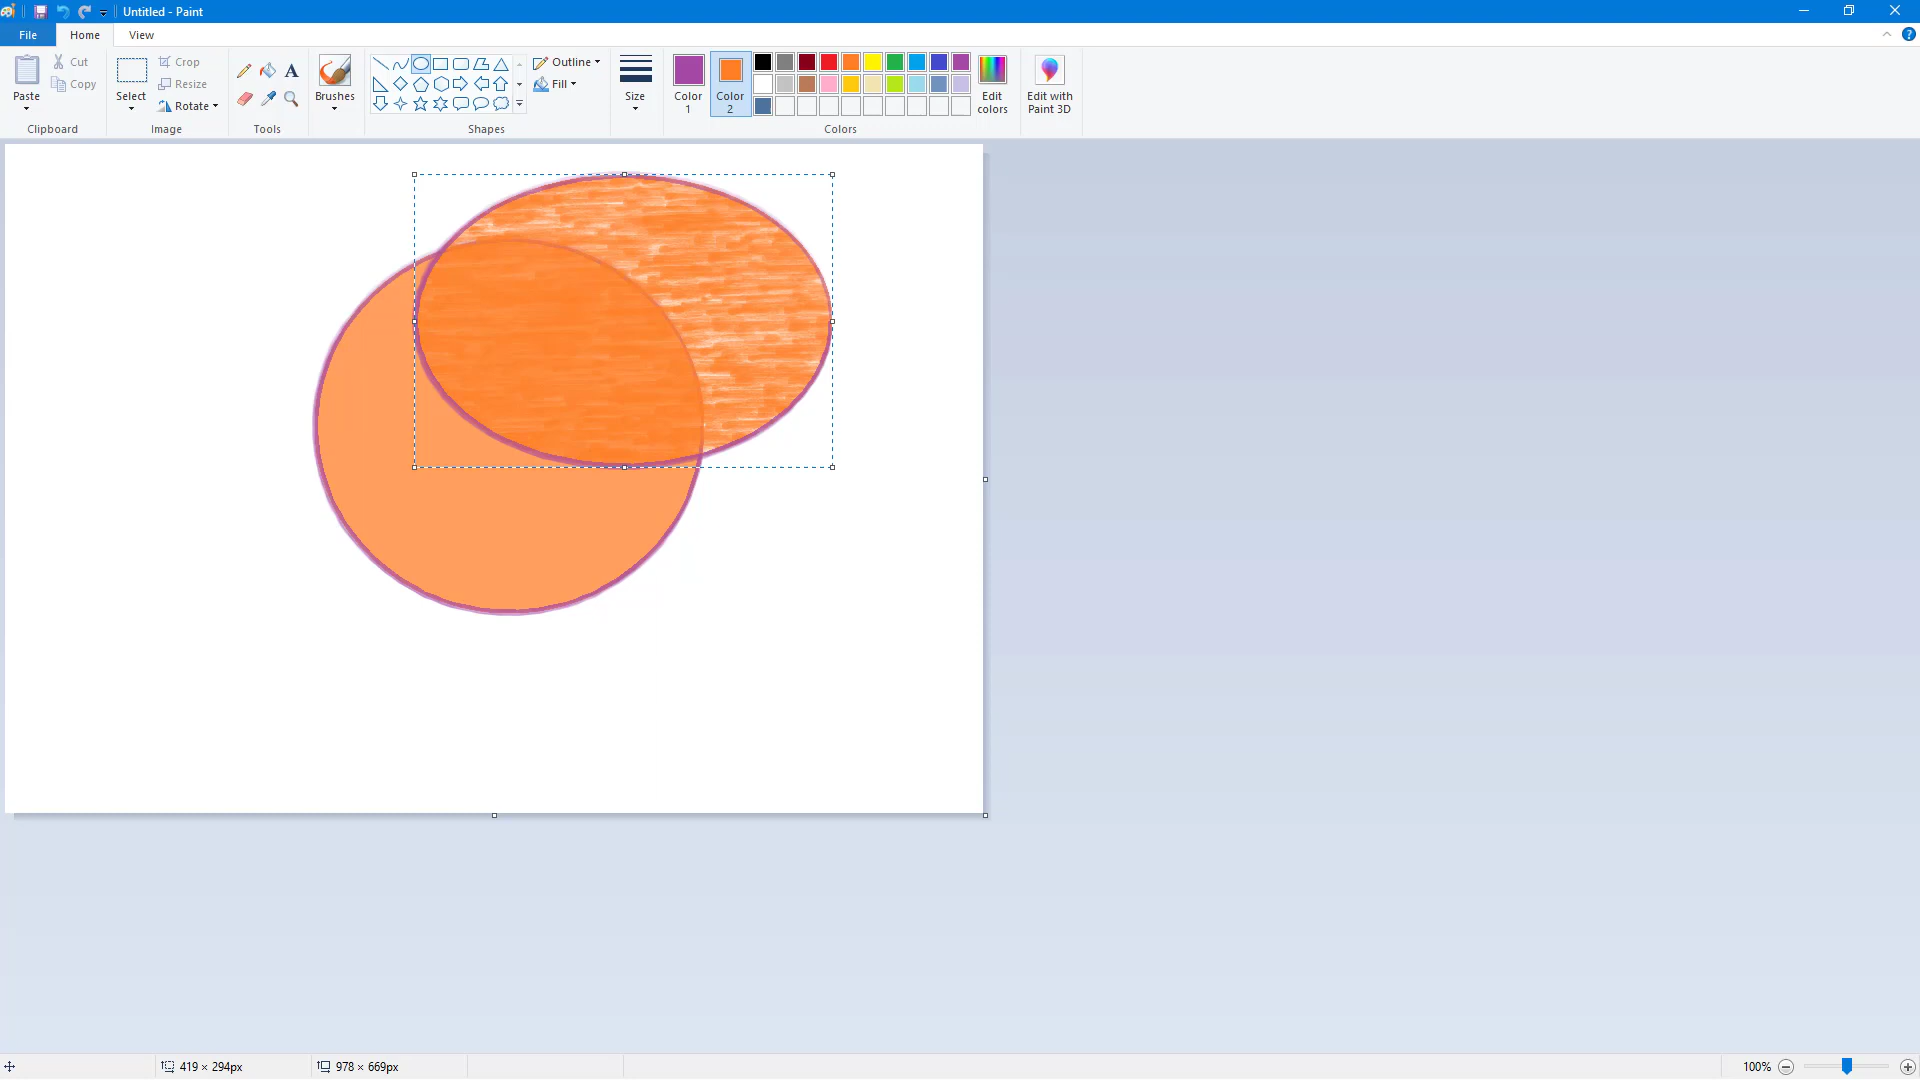 Untitled - Paint
File Home View
Paste
Cut
Copy
Clipboard
Select
Crop
Resize
Rotate
Image
A
Tools
Brushes
Outline
Fill
Shapes
Size
Color
1
Color
2
Edit
colors
Colors
Edit with
Paint 3D
419 × 294px
978 × 669px
100%